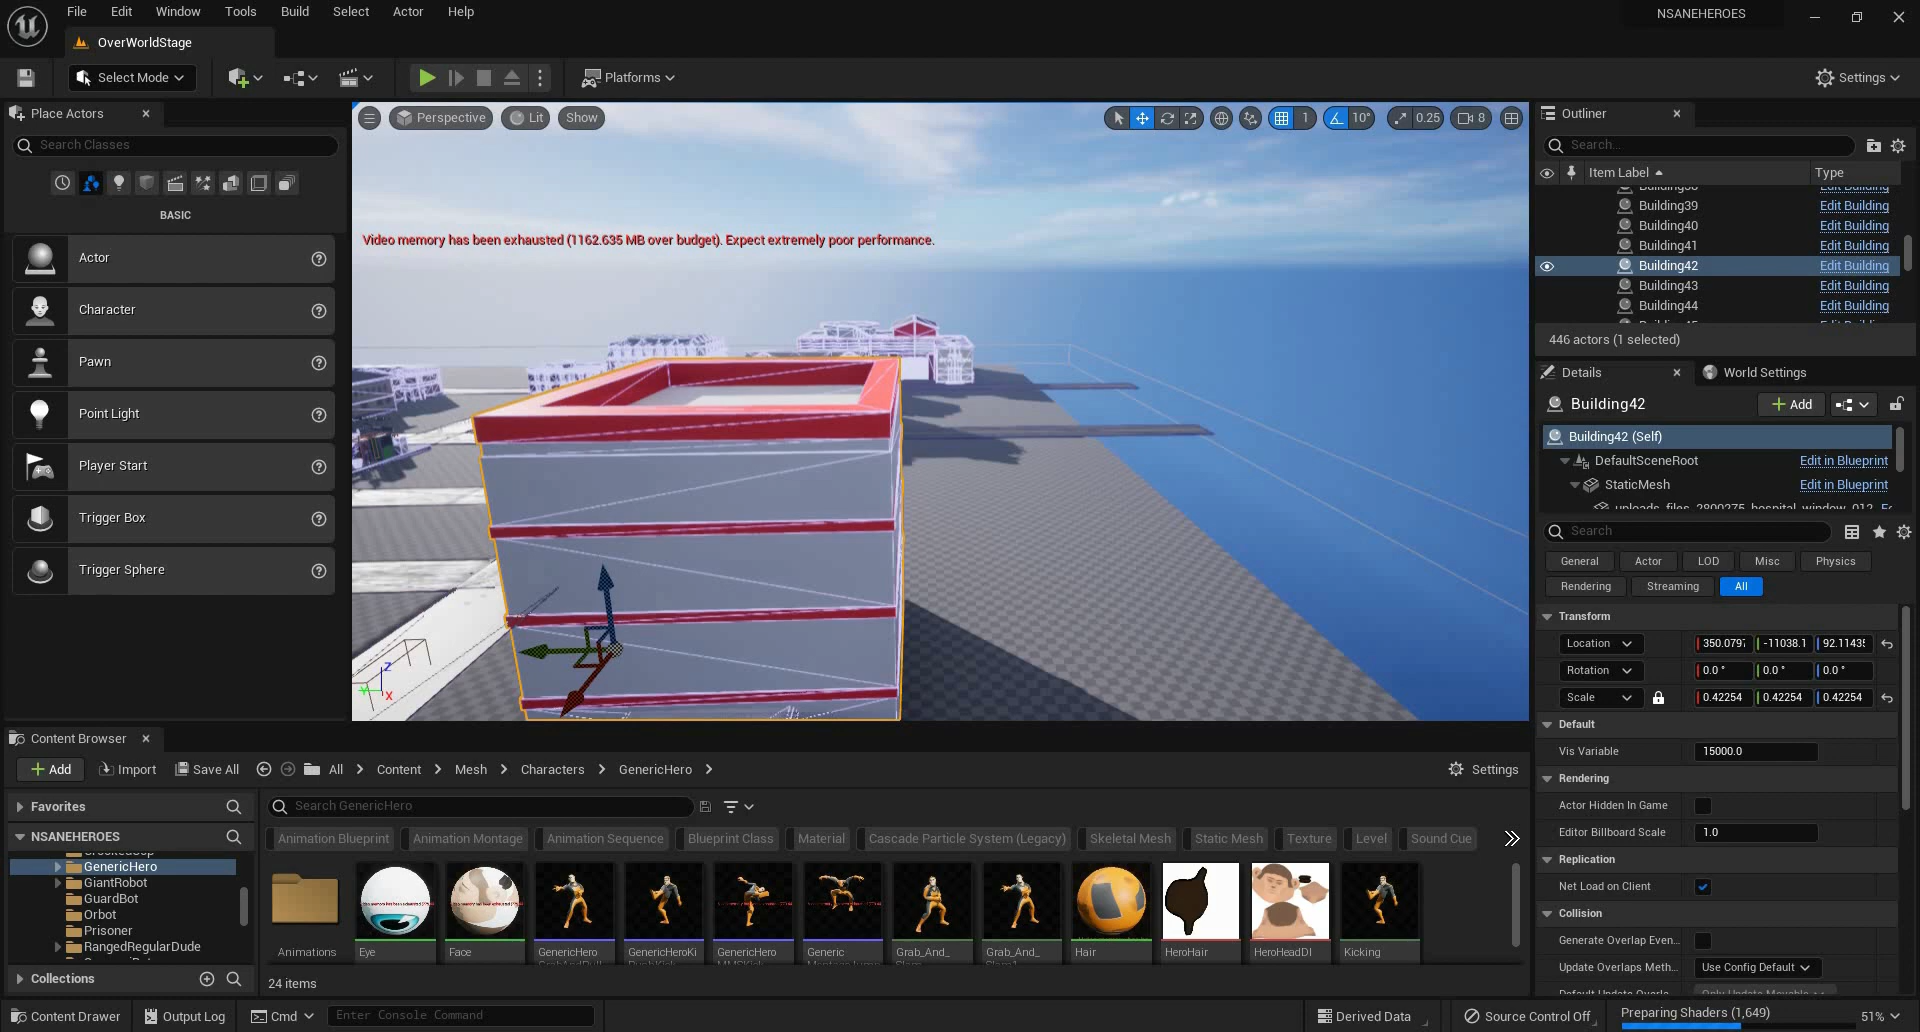 File Edit Window Tools Build Select Actor Help
NSANEHEROES
OverWorldStage
Select Mode
Platforms
Settings
Place Actors
Search Classes
BASIC
Actor
Character
Pawn
Point Light
Player Start
Trigger Box
Trigger Sphere
Perspective Lit Show
1 10° 0.25 8
Video memory has been exhausted (1162.635 MB over budget). Expect extremely poor performance.
Z
X
Outliner
Search...
Item Label Type
Building38 Edit Building
Building39 Edit Building
Building40 Edit Building
Building41 Edit Building
Building42 Edit Building
Building43 Edit Building
Building44 Edit Building
446 actors (1 selected)
Details World Settings
Building42 Add
Building42 (Self)
DefaultSceneRoot Edit in Blueprint
StaticMesh Edit in Blueprint
uploads_files_2800275_hospital_window_012
Search
General Actor LOD Misc Physics
Rendering Streaming All
Transform
Location 350.0797 -11038.1 92.1143
Rotation 0.0 ° 0.0 ° 0.0 °
Scale 0.42254 0.42254 0.42254
Default
Vis Variable 15000.0
Rendering
Actor Hidden In Game
Editor Billboard Scale 1.0
Replication
Net Load on Client
Collision
Generate Overlap Even...
Update Overlaps Meth... Use Config Default
Content Browser
Add Import Save All All Content Mesh Characters GenericHero Settings
Favorites
NSANEHEROES
GenericHero
GiantRobot
GuardBot
Orbot
Prisoner
RangedRegularDude
Collections
Search GenericHero
Animation Blueprint Animation Montage Animation Sequence Blueprint Class Material Cascade Particle System (Legacy) Skeletal Mesh Static Mesh Texture Level Sound Cue
Animations Eye Face GenericHero GenericHeroKi GenericHero Generic Grab_And_ Grab_And_ Hair HeroHair HeroHeadDI Kicking
24 items
Content Drawer Output Log Cmd Enter Console Command Derived Data Source Control Off Preparing Shaders (1,649) 51%